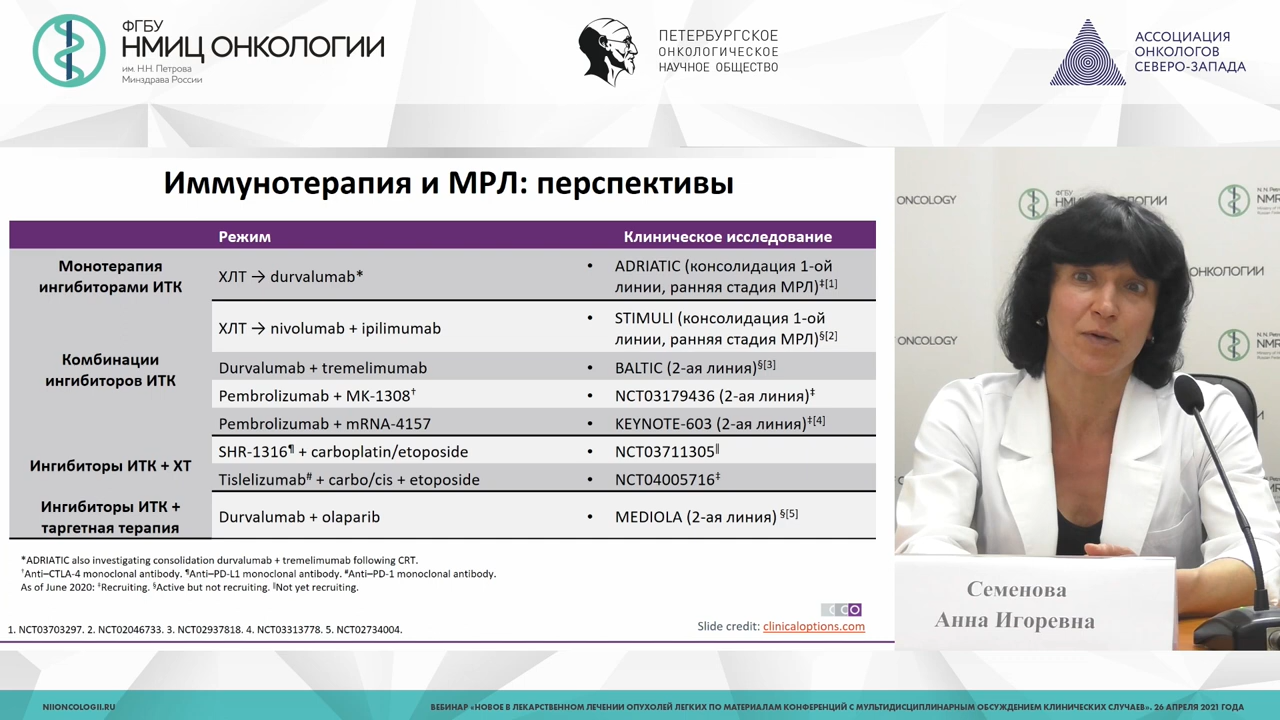 ФГБУ
НМИЦ ОНКОЛОГИИ
им. Н.Н. Петрова
Минздрава России
ПЕТЕРБУРГСКОЕ
ОНКОЛОГИЧЕСКОЕ
НАУЧНОЕ ОБЩЕСТВО
АССОЦИАЦИЯ
ОНКОЛОГОВ
СЕВЕРО-ЗАПАДА
Иммунотерапия и МРЛ: перспективы
Режим
Клиническое исследование
Монотерапия
ингибиторами ИТК
ХЛТ → durvalumab*
• ADRIATIC (консолидация 1-ой
линии, ранняя стадия МРЛ)‡[1]
Комбинации
ингибиторов ИТК
ХЛТ → nivolumab + ipilimumab
• STIMULI (консолидация 1-ой
линии, ранняя стадия МРЛ)§[2]
Durvalumab + tremelimumab
• BALTIC (2-ая линия)§[3]
Pembrolizumab + MK-1308†
• NCT03179436 (2-ая линия)‡
Pembrolizumab + mRNA-4157
• KEYNOTE-603 (2-ая линия)‡[4]
Ингибиторы ИТК + ХТ
SHR-1316¶ + carboplatin/etoposide
• NCT03711305‖
Tislelizumab# + carbo/cis + etoposide
• NCT04005716‡
Ингибиторы ИТК +
таргетная терапия
Durvalumab + olaparib
• MEDIOLA (2-ая линия) §[5]
*ADRIATIC also investigating consolidation durvalumab + tremelimumab following CRT.
†Anti–CTLA-4 monoclonal antibody. ¶Anti–PD-L1 monoclonal antibody. #Anti–PD-1 monoclonal antibody.
As of June 2020: ‡Recruiting. §Active but not recruiting. ‖Not yet recruiting.
CCO
1. NCT03703297. 2. NCT02046733. 3. NCT02937818. 4. NCT03313778. 5. NCT02734004.
Slide credit: clinicaloptions.com
ONCOLOGY
ФГБУ
ОНКОЛОГИИ
N.N. Petr
NMR
ОНКОЛОГИИ
ONCOLOGY
NMR
Семенова
Анна Игоревна
NIIONCOLOGII.RU
ВЕБИНАР «НОВОЕ В ЛЕКАРСТВЕННОМ ЛЕЧЕНИИ ОПУХОЛЕЙ ЛЕГКИХ ПО МАТЕРИАЛАМ КОНФЕРЕНЦИЙ С МУЛЬТИДИСЦИПЛИНАРНЫМ ОБСУЖДЕНИЕМ КЛИНИЧЕСКИХ СЛУЧАЕВ». 26 АПРЕЛЯ 2021 ГОДА